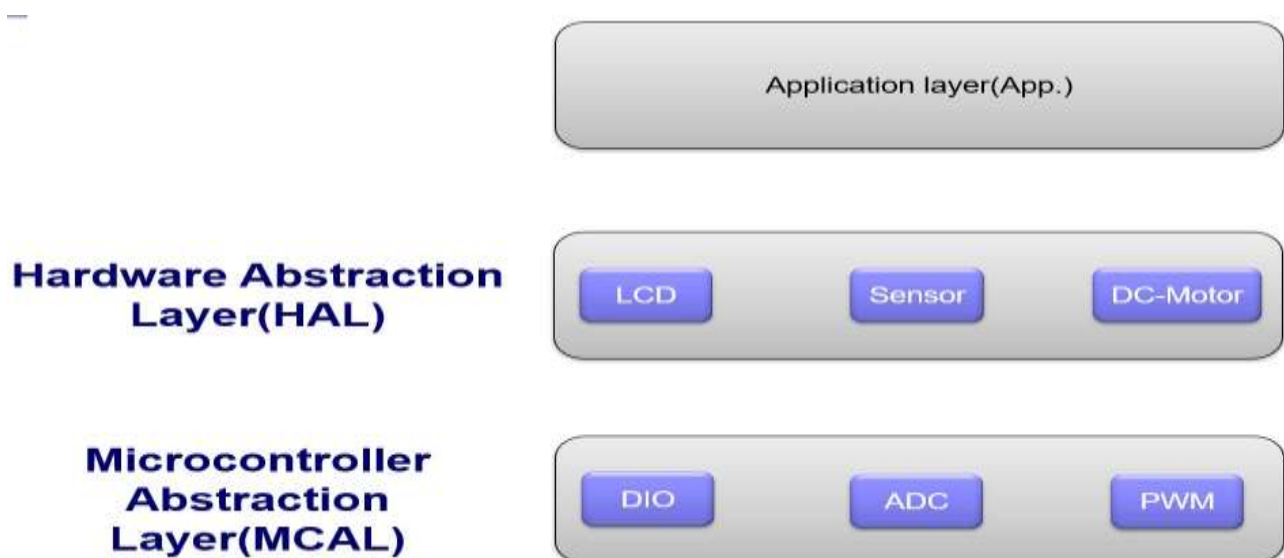 Application layer(App.)
Hardware Abstraction
Layer(HAL)
LCD
Sensor
DC-Motor
Microcontroller
Abstraction
Layer(MCAL)
DIO
ADC
PWM